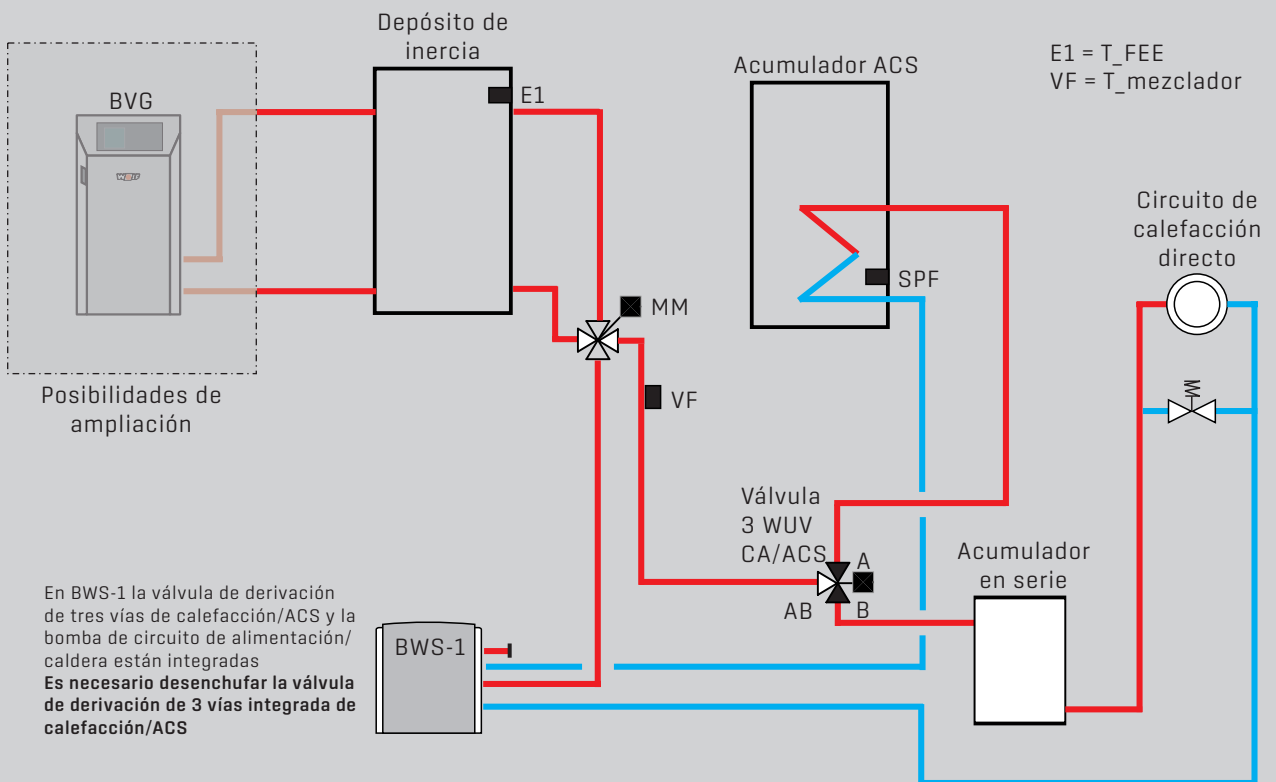 Depósito de
inercia
E1 = T_FEE
VF = T_mezclador
Acumulador ACS
BVG
E1
WOLF
Circuito de
calefacción
directo
SPF
MM
Posibilidades de
ampliación
VF
M
Válvula
3 WUV
CA/ACS
A
AB
B
Acumulador
en serie
En BWS-1 la válvula de derivación
de tres vías de calefacción/ACS y la
bomba de circuito de alimentación/
caldera están integradas
Es necesario desenchufar la válvula
de derivación de 3 vías integrada de
calefacción/ACS
BWS-1